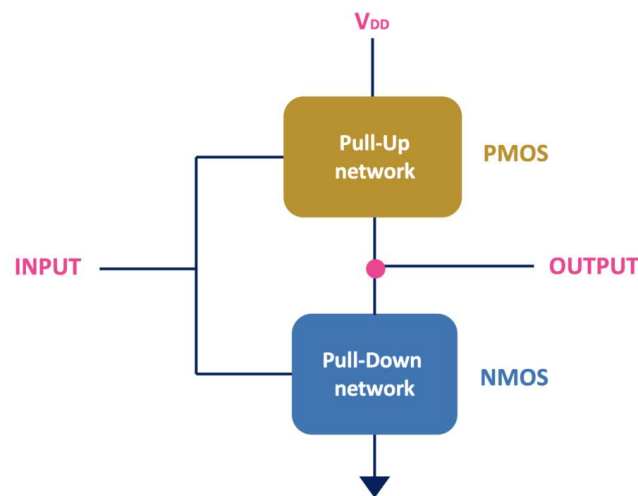 VDD
Pull-Up
network
PMOS
INPUT
OUTPUT
Pull-Down
network
NMOS